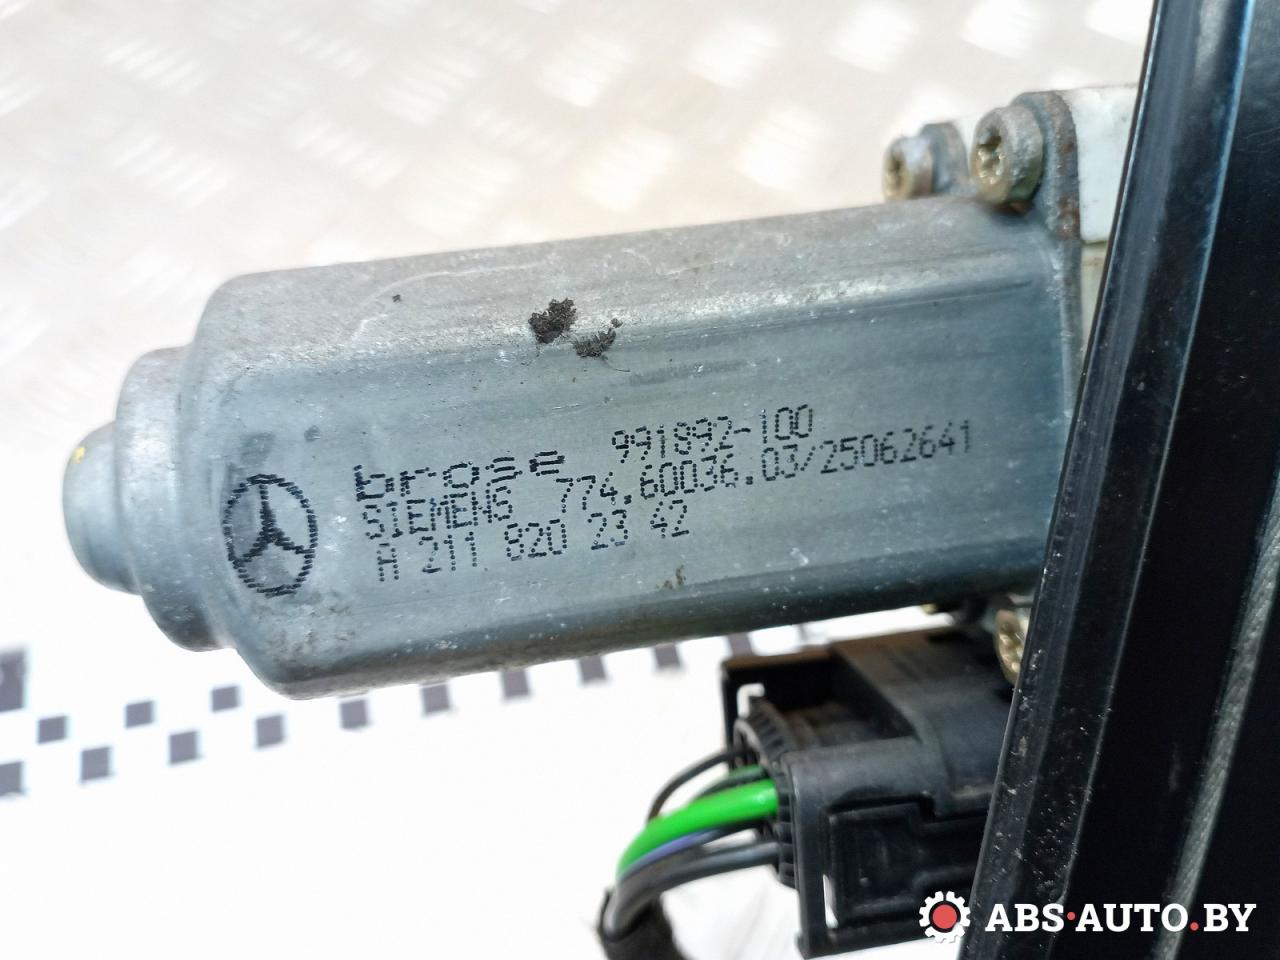 brose 991892-100
SIEMENS 774.60036.03/25062641
A 211 820 23 42
ABS·AUTO.BY